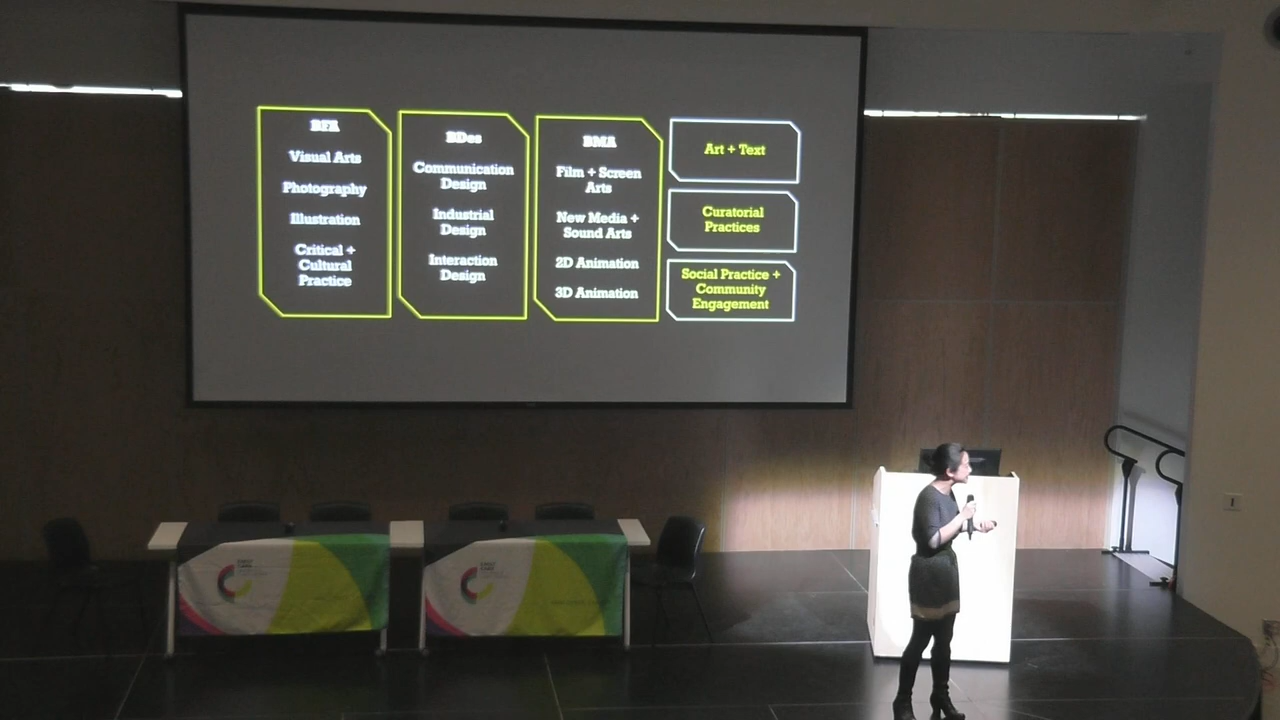 BFA
Visual Arts
Photography
Illustration
Critical +
Cultural
Practice
BDes
Communication
Design
Industrial
Design
Interaction
Design
BMA
Film + Screen
Arts
New Media +
Sound Arts
2D Animation
3D Animation
Art + Text
Curatorial
Practices
Social Practice +
Community
Engagement